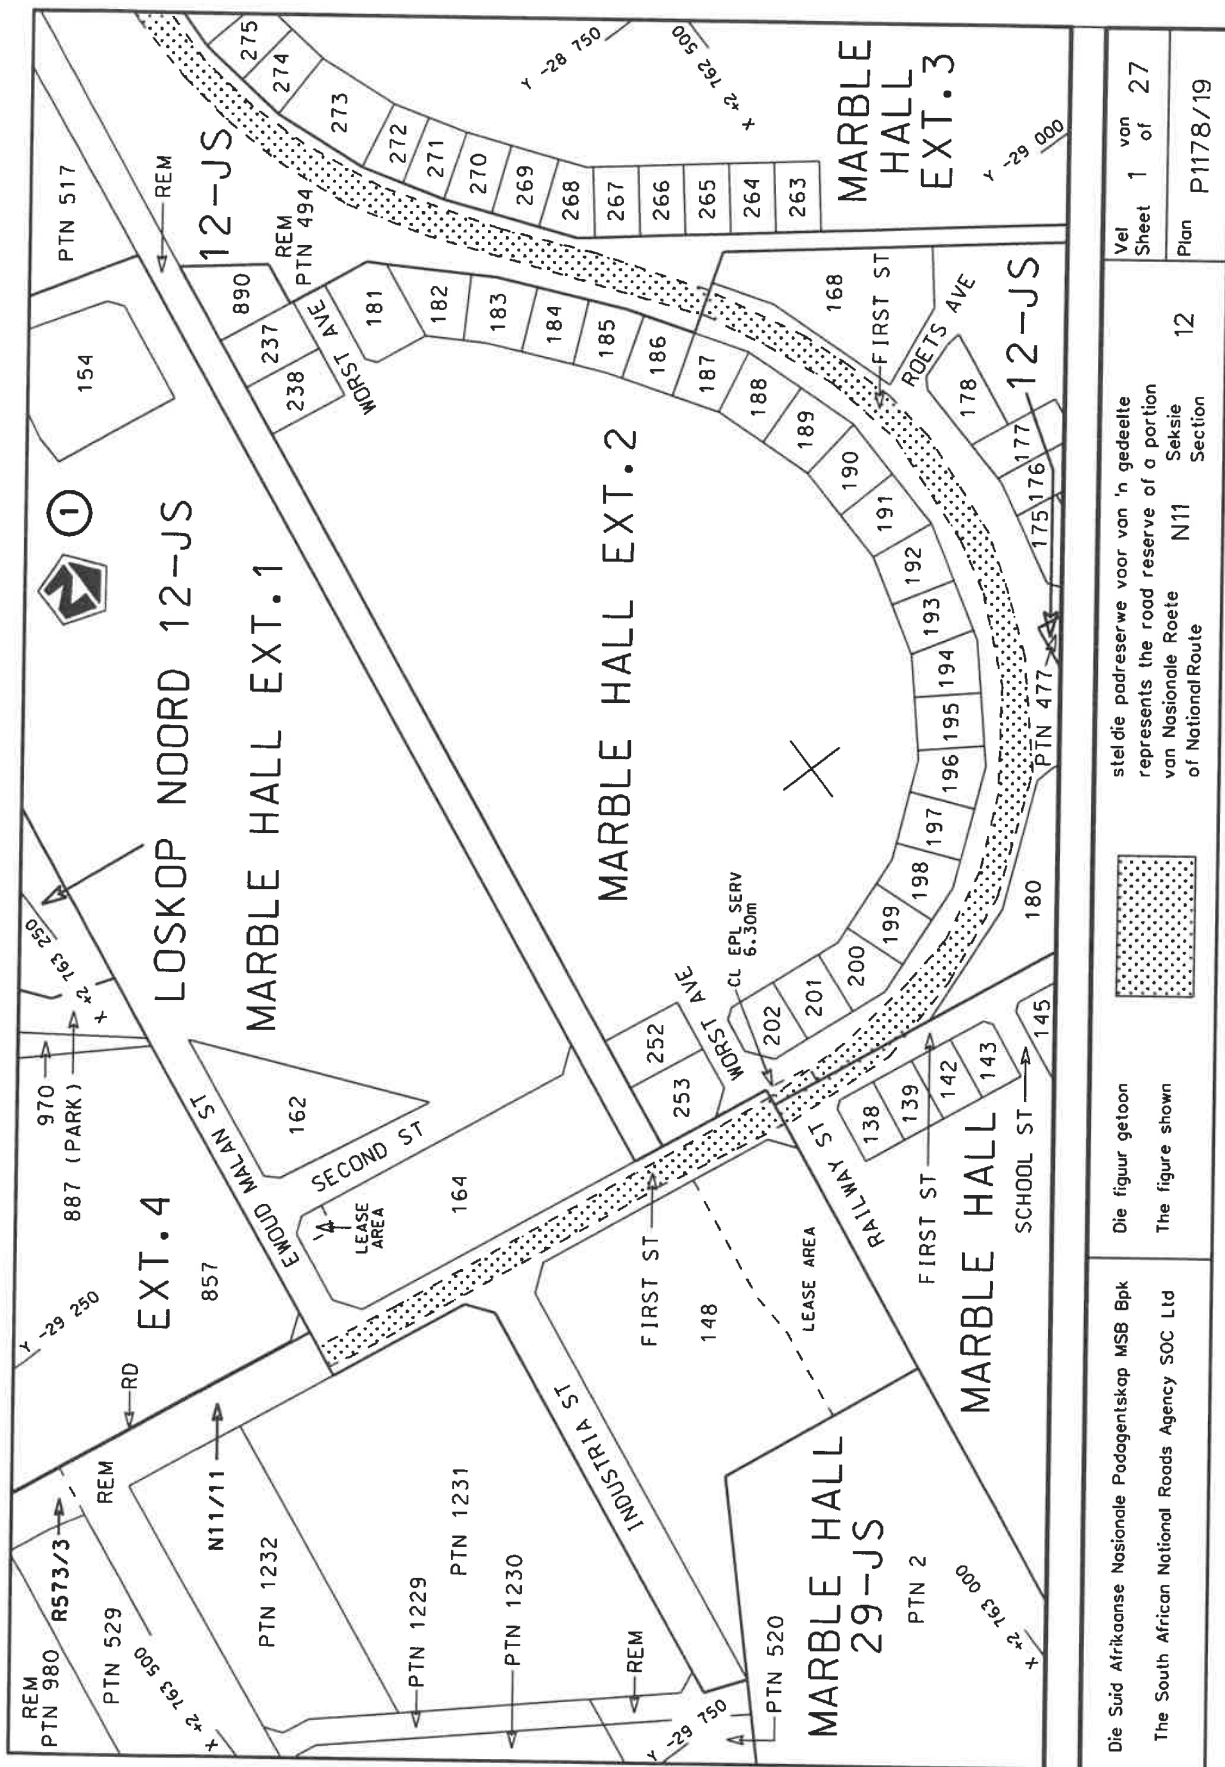 REM
PTN 980
R573/3
PTN 529
X +2 763 500
REM
RD
N11/11
PTN 1232
PTN 1231
PTN 1229
PTN 1230
REM
Y -29 750
PTN 520
Y -29 250
EXT.4
857
887 (PARK)
970
X +2 763 250
EWOUD MALAN ST
162
SECOND ST
LEASE
AREA
164
INDUSTRIA ST
FIRST ST
148
LEASE AREA
MARBLE HALL
29-JS
PTN 2
X +2 763 000
1
LOSKOP NOORD 12-JS
MARBLE HALL EXT.1
154
PTN 517
REM
12-JS
REM
PTN 494
890
237
238
WORST AVE
181
182
183
184
185
186
187
188
189
190
191
192
193
194
195
196
197
198
199
200
201
202
MARBLE HALL EXT.2
252
253
WORST AVE
CL EPL SERV
6.30m
RAILWAY ST
138
139
142
143
145
FIRST ST
SCHOOL ST
MARBLE HALL
180
PTN 477
175
176
177
178
12-JS
ROETS AVE
FIRST ST
168
275
274
273
272
271
270
269
268
267
266
265
264
263
Y -28 750
X +2 762 500
MARBLE
HALL
EXT.3
Y -29 000
Die Suid Afrikaanse Nasionale Padagentskap MSB Bpk
The South African National Roads Agency SOC Ltd
Die figuur getoon
The figure shown
stel die padreserwe voor van 'n gedeelte
represents the road reserve of a portion
van Nasionale Roete N11 Seksie 12
of National Route Section
Vel 1 van 27
Sheet of
Plan P1178/19